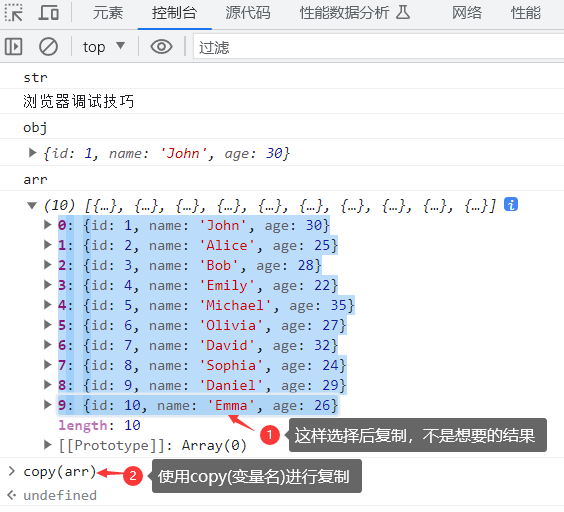 元素 控制台 源代码 性能数据分析 网络 性能
top 过滤
str
浏览器调试技巧
obj
{id: 1, name: 'John', age: 30}
arr
(10) [{…}, {…}, {…}, {…}, {…}, {…}, {…}, {…}, {…}, {…}]
0: {id: 1, name: 'John', age: 30}
1: {id: 2, name: 'Alice', age: 25}
2: {id: 3, name: 'Bob', age: 28}
3: {id: 4, name: 'Emily', age: 22}
4: {id: 5, name: 'Michael', age: 35}
5: {id: 6, name: 'Olivia', age: 27}
6: {id: 7, name: 'David', age: 32}
7: {id: 8, name: 'Sophia', age: 24}
8: {id: 9, name: 'Daniel', age: 29}
9: {id: 10, name: 'Emma', age: 26}
length: 10
1 这样选择后复制，不是想要的结果
[[Prototype]]: Array(0)
copy(arr) 2 使用copy(变量名)进行复制
undefined